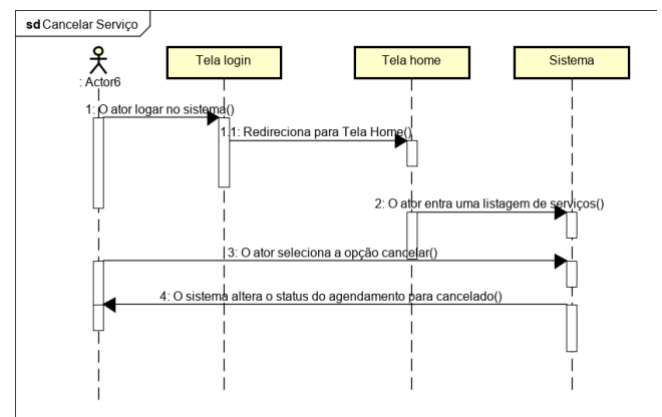 sd Cancelar Serviço
Tela login
Tela home
Sistema
: Actor6
1: O ator logar no sistema()
1.1: Redireciona para Tela Home()
2: O ator entra uma listagem de serviços()
3: O ator seleciona a opção cancelar()
4: O sistema altera o status do agendamento para cancelado()